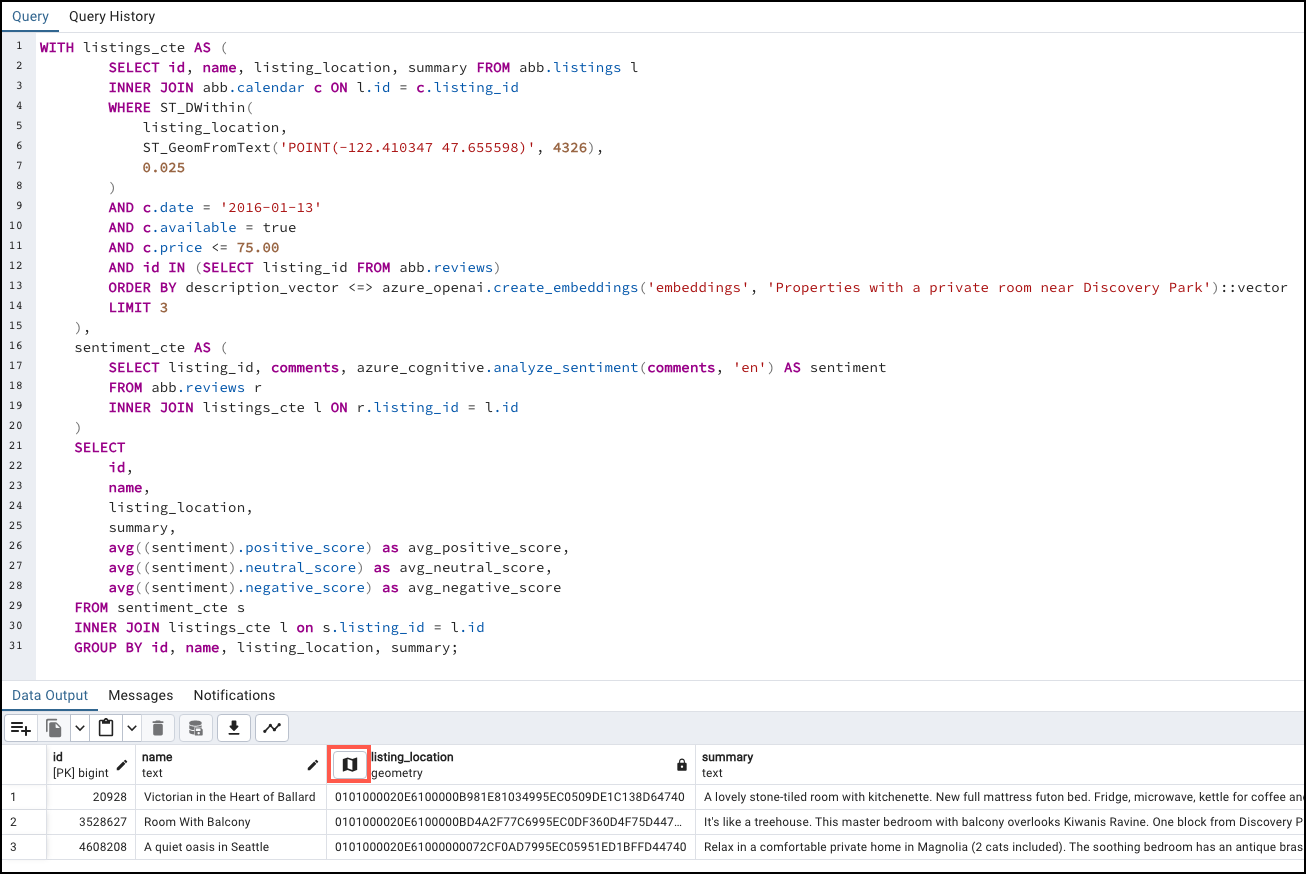 Query Query History
1 WITH listings_cte AS (
2 SELECT id, name, listing_location, summary FROM abb.listings l
3 INNER JOIN abb.calendar c ON l.id = c.listing_id
4 WHERE ST_DWithin(
5 listing_location,
6 ST_GeomFromText('POINT(-122.410347 47.655598)', 4326),
7 0.025
8 )
9 AND c.date = '2016-01-13'
10 AND c.available = true
11 AND c.price <= 75.00
12 AND id IN (SELECT listing_id FROM abb.reviews)
13 ORDER BY description_vector <=> azure_openai.create_embeddings('embeddings', 'Properties with a private room near Discovery Park')::vector
14 LIMIT 3
15 ),
16 sentiment_cte AS (
17 SELECT listing_id, comments, azure_cognitive.analyze_sentiment(comments, 'en') AS sentiment
18 FROM abb.reviews r
19 INNER JOIN listings_cte l ON r.listing_id = l.id
20 )
21 SELECT
22 id,
23 name,
24 listing_location,
25 summary,
26 avg((sentiment).positive_score) as avg_positive_score,
27 avg((sentiment).neutral_score) as avg_neutral_score,
28 avg((sentiment).negative_score) as avg_negative_score
29 FROM sentiment_cte s
30 INNER JOIN listings_cte l on s.listing_id = l.id
31 GROUP BY id, name, listing_location, summary;
Data Output Messages Notifications
id name listing_location summary
[PK] bigint text geometry text
1 20928 Victorian in the Heart of Ballard 0101000020E6100000B981E81034995EC0509DE1C138D64740 A lovely stone-tiled room with kitchenette. New full mattress futon bed. Fridge, microwave, kettle for coffee and
2 3528627 Room With Balcony 0101000020E6100000BD4A2F77C6995EC0DF360D4F75D447... It's like a treehouse. This master bedroom with balcony overlooks Kiwanis Ravine. One block from Discovery P
3 4608208 A quiet oasis in Seattle 0101000020E61000000072CF0AD7995EC05951ED1BFFD44740 Relax in a comfortable private home in Magnolia (2 cats included). The soothing bedroom has an antique bras